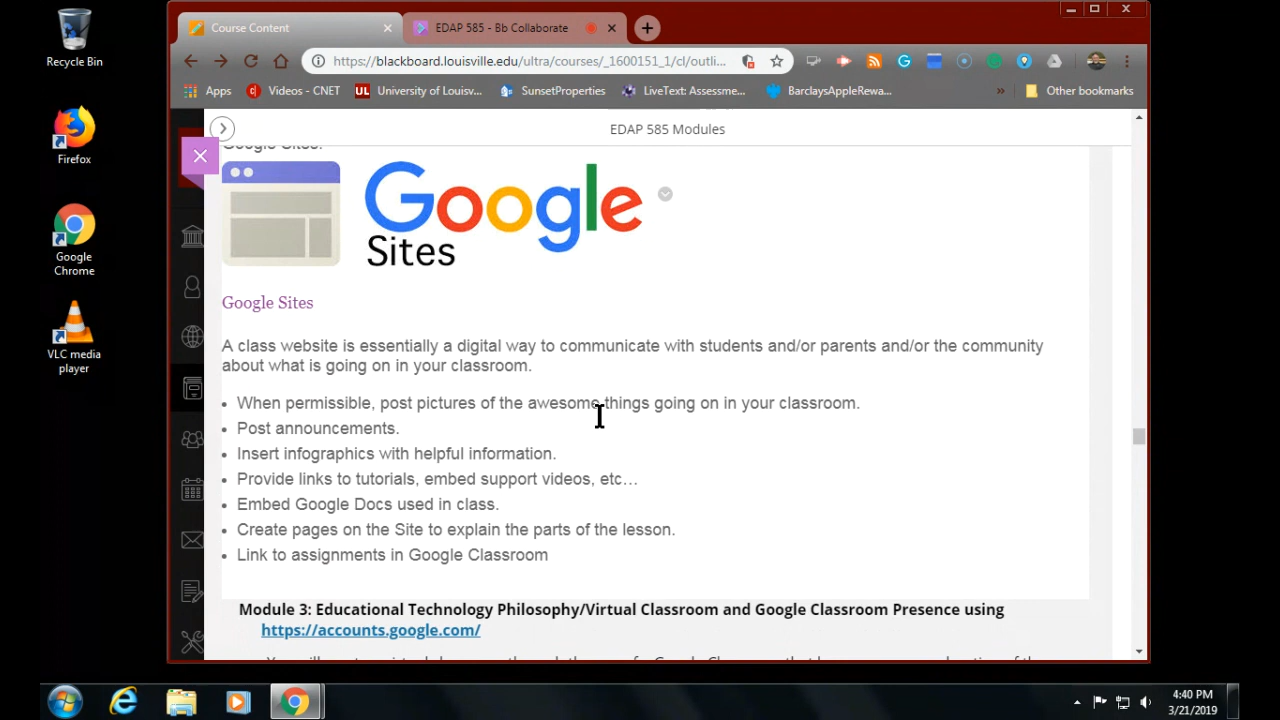 Recycle Bin
Firefox
Google
Chrome
VLC media
player
Course Content
EDAP 585 - Bb Collaborate
https://blackboard.louisville.edu/ultra/courses/_1600151_1/cl/outli...
Apps
Videos - CNET
UL University of Louisv...
SunsetProperties
LiveText: Assessme...
BarclaysAppleRewa...
»
Other bookmarks
EDAP 585 Modules
Google Sites.
Google
Sites
Google Sites
A class website is essentially a digital way to communicate with students and/or parents and/or the community
about what is going on in your classroom.
• When permissible, post pictures of the awesome things going on in your classroom.
• Post announcements.
• Insert infographics with helpful information.
• Provide links to tutorials, embed support videos, etc…
• Embed Google Docs used in class.
• Create pages on the Site to explain the parts of the lesson.
• Link to assignments in Google Classroom
Module 3: Educational Technology Philosophy/Virtual Classroom and Google Classroom Presence using
https://accounts.google.com/
4:40 PM
3/21/2019